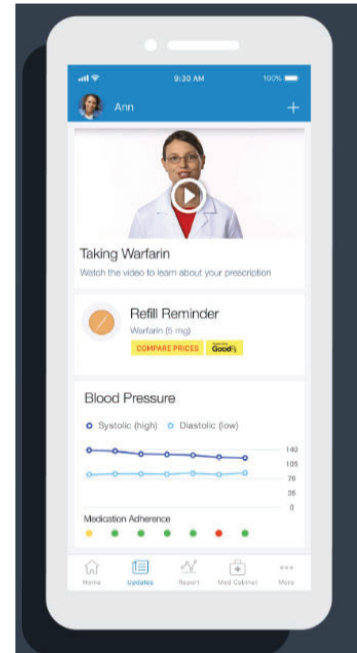 9:30 AM 100%
Ann +
Taking Warfarin
Watch the video to learn about your prescription
Refill Reminder
Warfarin (5 mg)
COMPARE PRICES GoodRx
Blood Pressure
Systolic (high) Diastolic (low)
140
105
70
0
Medication Adherence
Home Updates Report Med Cabinet More